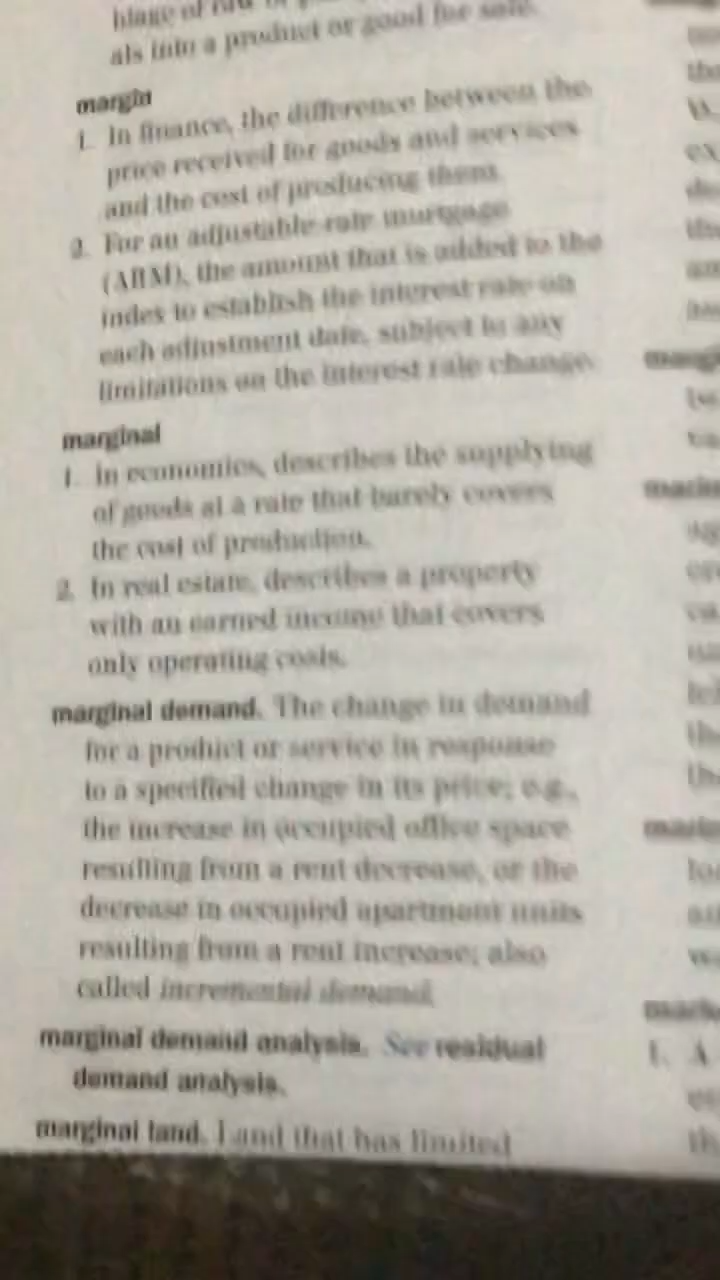 als into a product or good for sale.
margin
1. In finance, the difference between the
price received for goods and services
and the cost of producing them.
2. For an adjustable-rate mortgage
(ARM), the amount that is added to the
index to establish the interest rate on
each adjustment date, subject to any
limitations on the interest rate change.
marginal
1. In economics, describes the supplying
of goods at a rate that barely covers
the cost of production.
2. In real estate, describes a property
with an earned income that covers
only operating costs.
marginal demand. The change in demand
for a product or service in response
to a specified change in its price; e.g.,
the increase in occupied office space
resulting from a rent decrease, or the
decrease in occupied apartment units
resulting from a rent increase; also
called incremental demand.
marginal demand analysis. See residual
demand analysis.
marginal land. Land that has limited
1. A